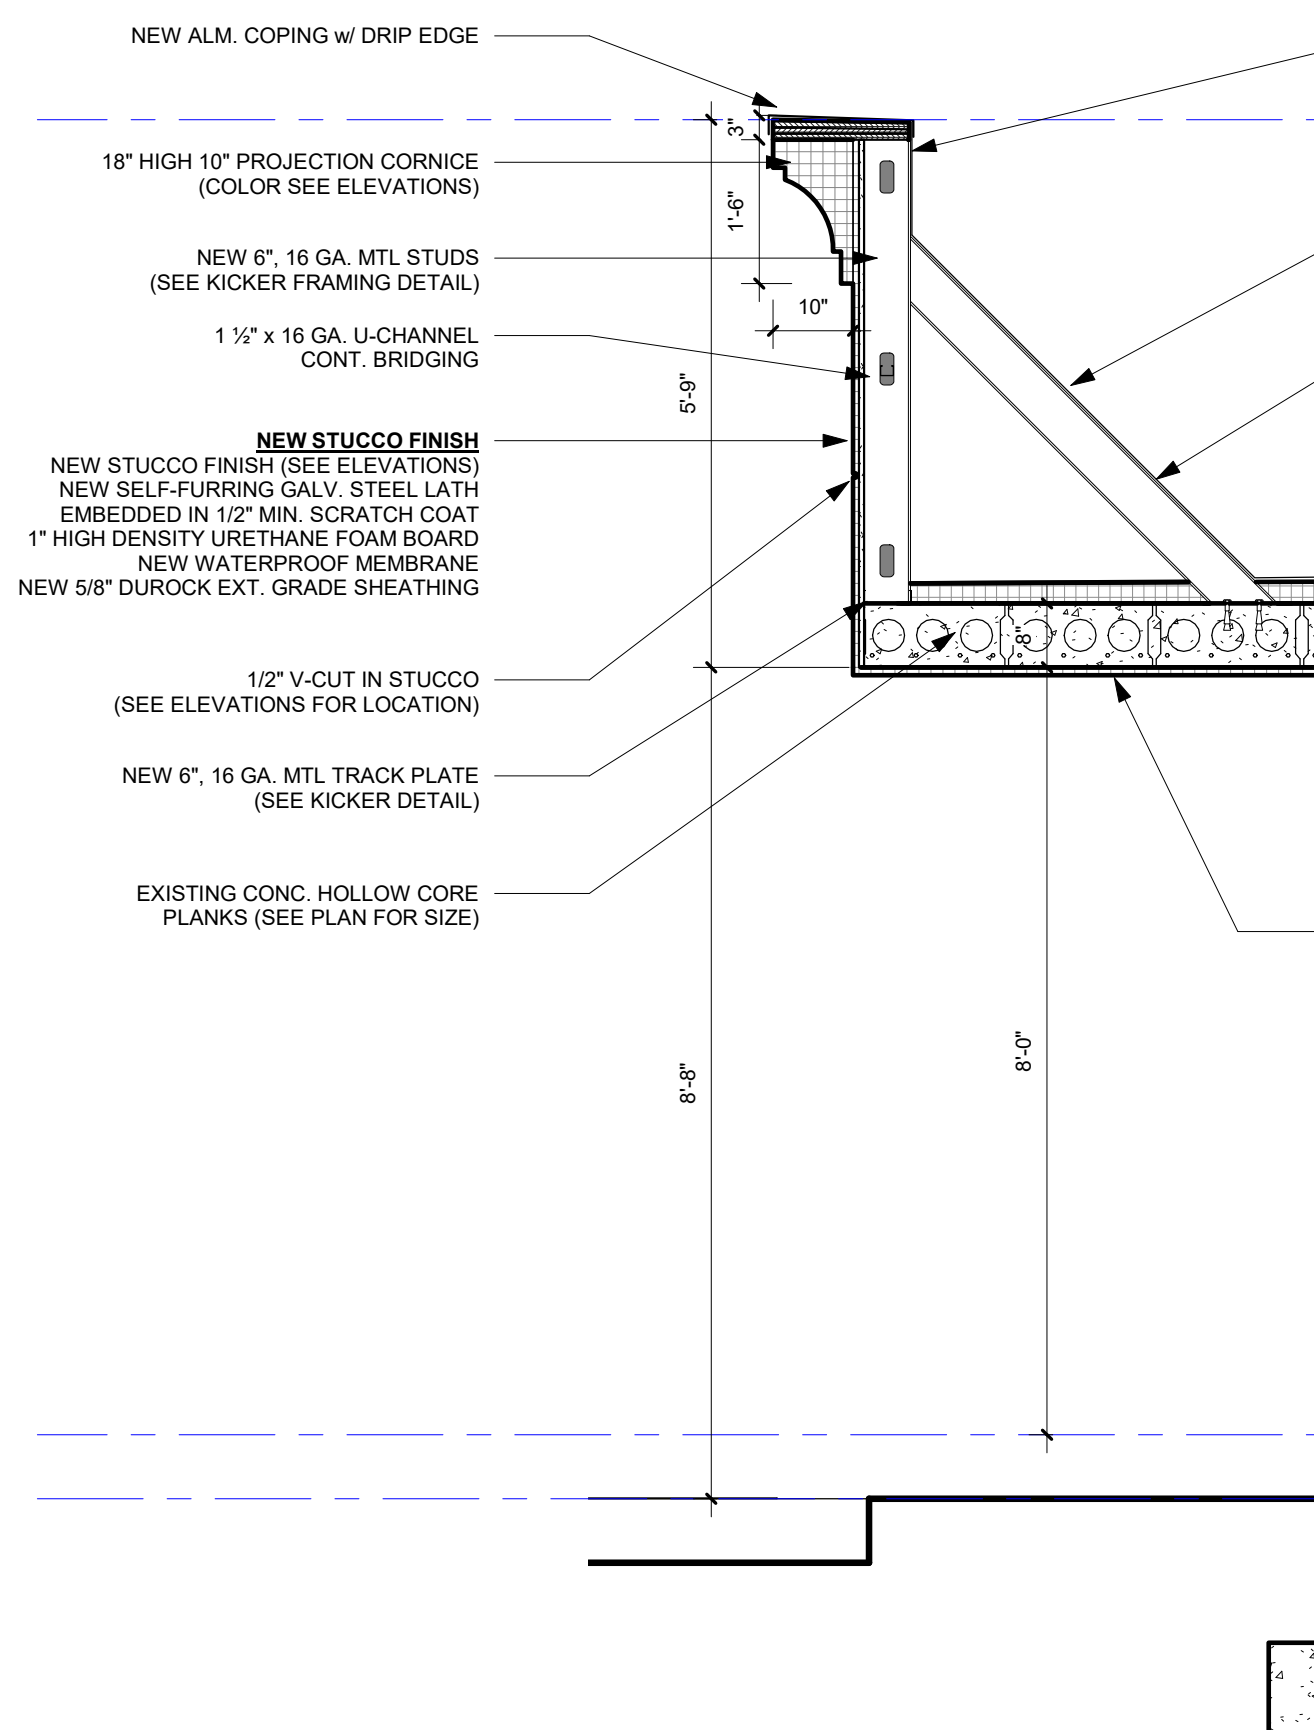 NEW ALM. COPING w/ DRIP EDGE
3"
18" HIGH 10" PROJECTION CORNICE
(COLOR SEE ELEVATIONS)
1'-6"
NEW 6", 16 GA. MTL STUDS
(SEE KICKER FRAMING DETAIL)
10"
1 ½" x 16 GA. U-CHANNEL
CONT. BRIDGING
5'-9"
NEW STUCCO FINISH
NEW STUCCO FINISH (SEE ELEVATIONS)
NEW SELF-FURRING GALV. STEEL LATH
EMBEDDED IN 1/2" MIN. SCRATCH COAT
1" HIGH DENSITY URETHANE FOAM BOARD
NEW WATERPROOF MEMBRANE
NEW 5/8" DUROCK EXT. GRADE SHEATHING
8"
1/2" V-CUT IN STUCCO
(SEE ELEVATIONS FOR LOCATION)
NEW 6", 16 GA. MTL TRACK PLATE
(SEE KICKER DETAIL)
EXISTING CONC. HOLLOW CORE
PLANKS (SEE PLAN FOR SIZE)
8'-8"
8'-0"